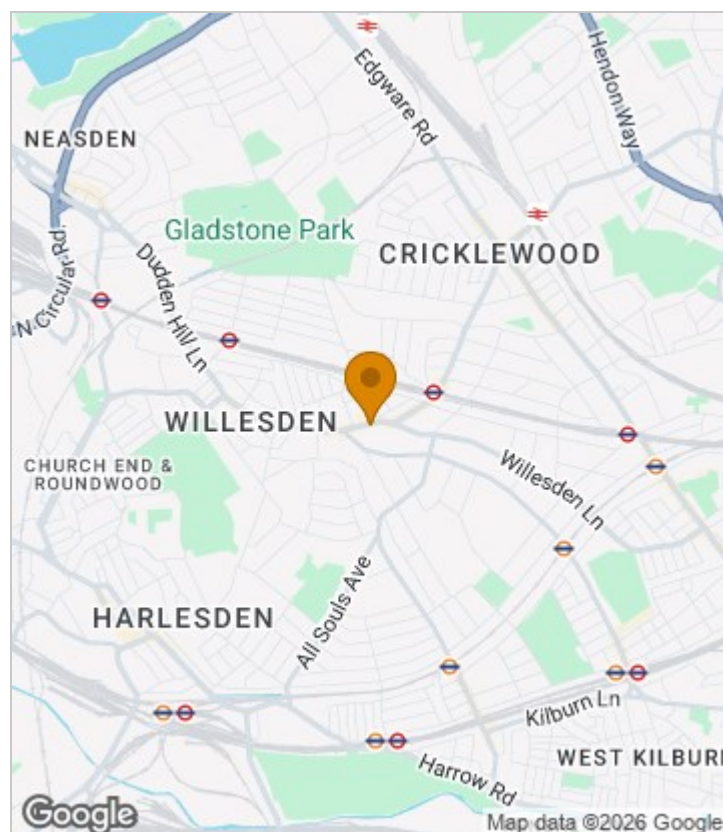 Edgware Rd
Hendon Way
NEASDEN
Gladstone Park
CRICKLEWOOD
N Circular Rd
Dudden Hill Ln
WILLESDEN
CHURCH END &
ROUNDWOOD
Willesden Ln
All Souls Ave
HARLESDEN
Kilburn Ln
WEST KILBURN
Harrow Rd
Google
Map data ©2026 Google